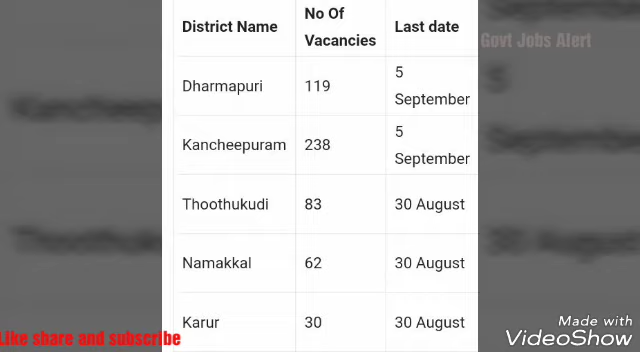 District Name No Of Vacancies Last date
Dharmapuri 119 5 September
Kancheepuram 238 5 September
Thoothukudi 83 30 August
Namakkal 62 30 August
Karur 30 30 August
Govt Jobs Alert
Like share and subscribe
Made with
VideoShow